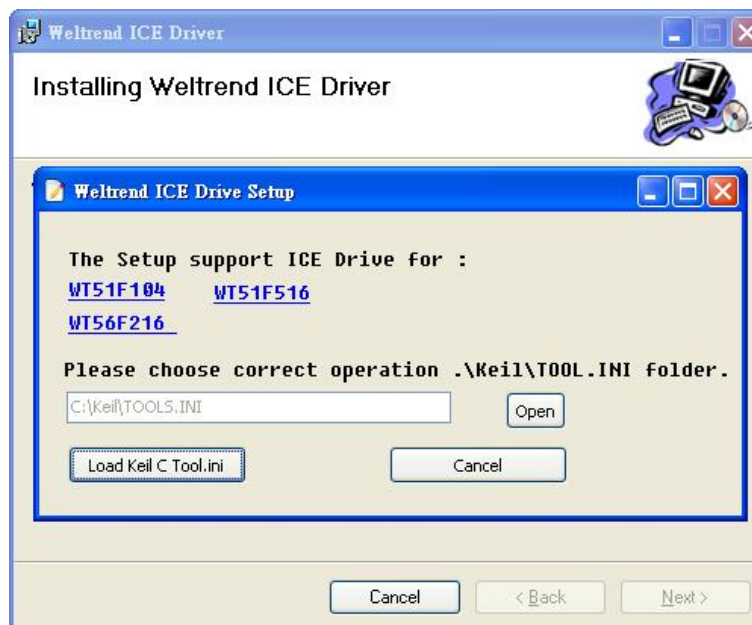 Weltrend ICE Driver
Installing Weltrend ICE Driver
Weltrend ICE Drive Setup
The Setup support ICE Drive for :
WT51F104 WT51F516
WT56F216
Please choose correct operation .\Keil\TOOL.INI folder.
C:\Keil\TOOLS.INI Open
Load Keil C Tool.ini Cancel
Cancel < Back Next >